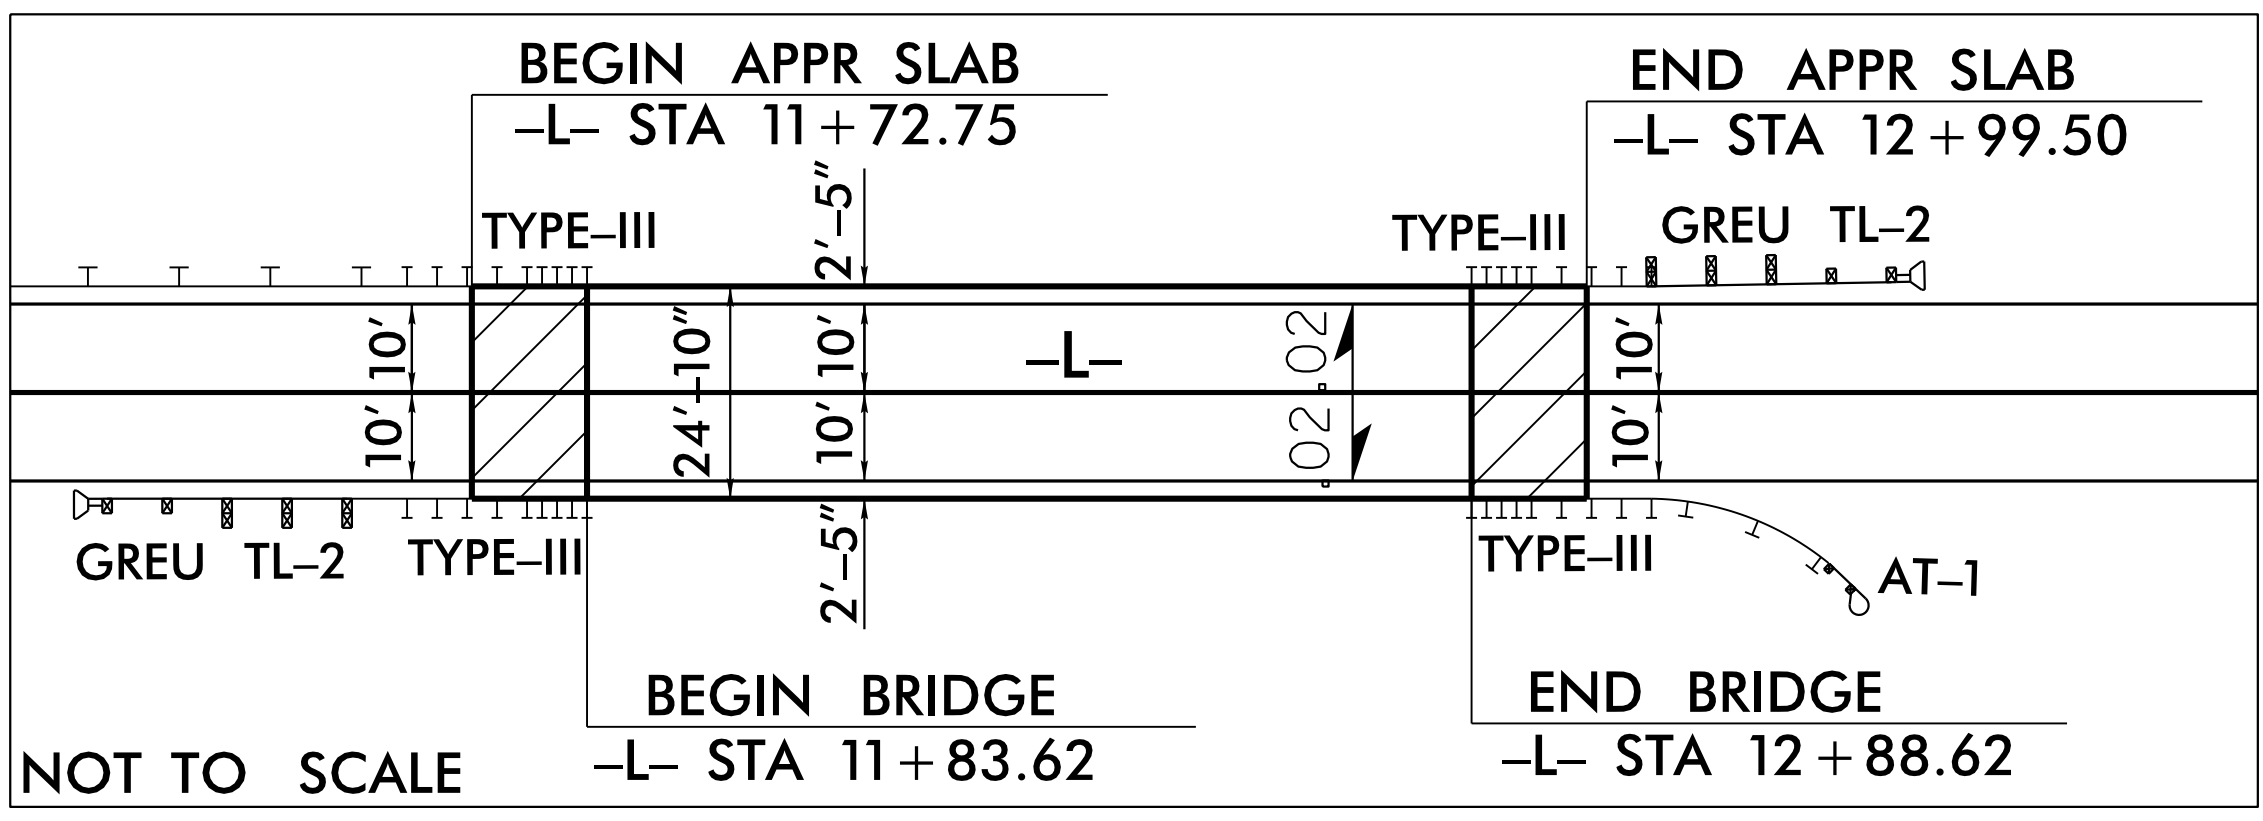 BEGIN APPR SLAB
–L– STA 11+72.75
END APPR SLAB
–L– STA 12+99.50
TYPE–III
2'–5"
TYPE–III
GREU TL–2
10'
10'
24'–10"
10'
10'
–L–
.02
.02
10'
10'
GREU TL–2
TYPE–III
2'–5"
TYPE–III
AT–1
BEGIN BRIDGE
–L– STA 11+83.62
END BRIDGE
–L– STA 12+88.62
NOT TO SCALE